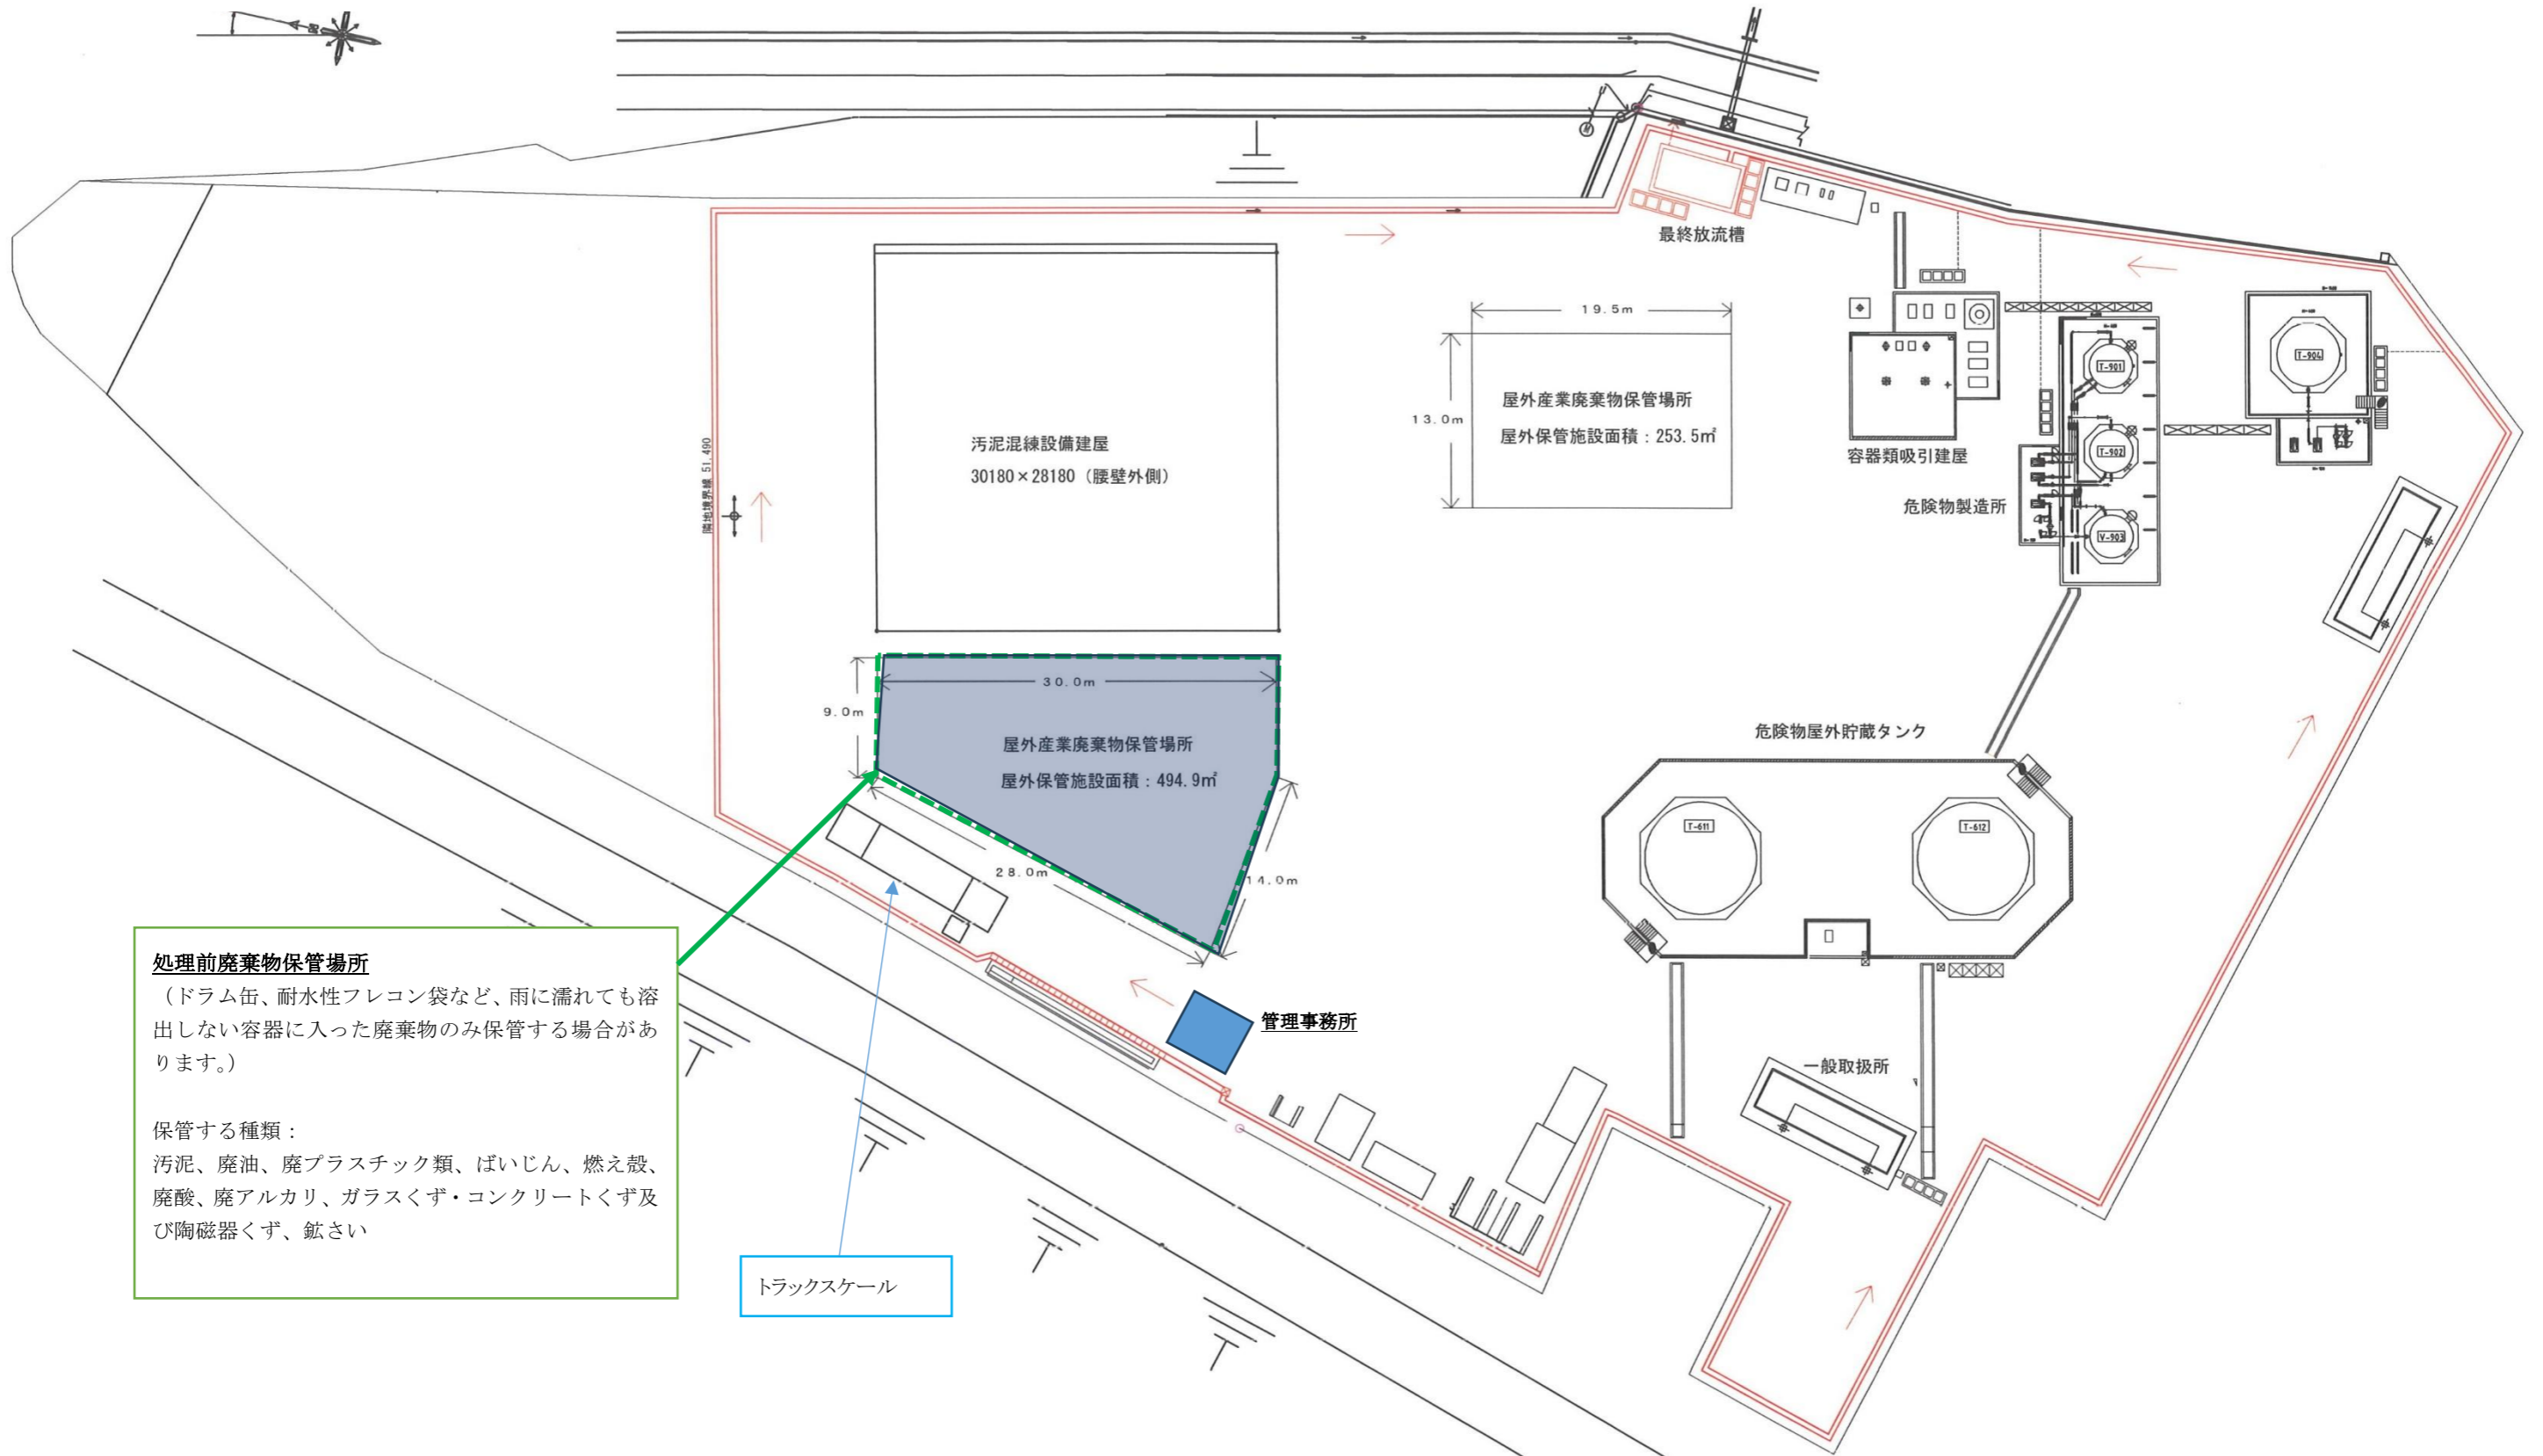 最終放流槽
19.5m
13.0m
屋外産業廃棄物保管場所
屋外保管施設面積：253.5㎡
容器類吸引建屋
危険物製造所
T-901
T-902
V-903
T-904
汚泥混練設備建屋
30180×28180（腰壁外側）
隣地境界線 51,490
30.0m
9.0m
屋外産業廃棄物保管場所
屋外保管施設面積：494.9㎡
28.0m
14.0m
危険物屋外貯蔵タンク
T-611
T-612
処理前廃棄物保管場所
（ドラム缶、耐水性フレコン袋など、雨に濡れても溶
出しない容器に入った廃棄物のみ保管する場合があ
ります。）
保管する種類：
汚泥、廃油、廃プラスチック類、ばいじん、燃え殻、
廃酸、廃アルカリ、ガラスくず・コンクリートくず及
び陶磁器くず、鉱さい
トラックスケール
管理事務所
一般取扱所